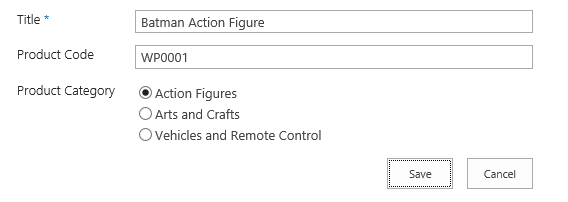 Title *
Batman Action Figure
Product Code
WP0001
Product Category
Action Figures
Arts and Crafts
Vehicles and Remote Control
Save Cancel